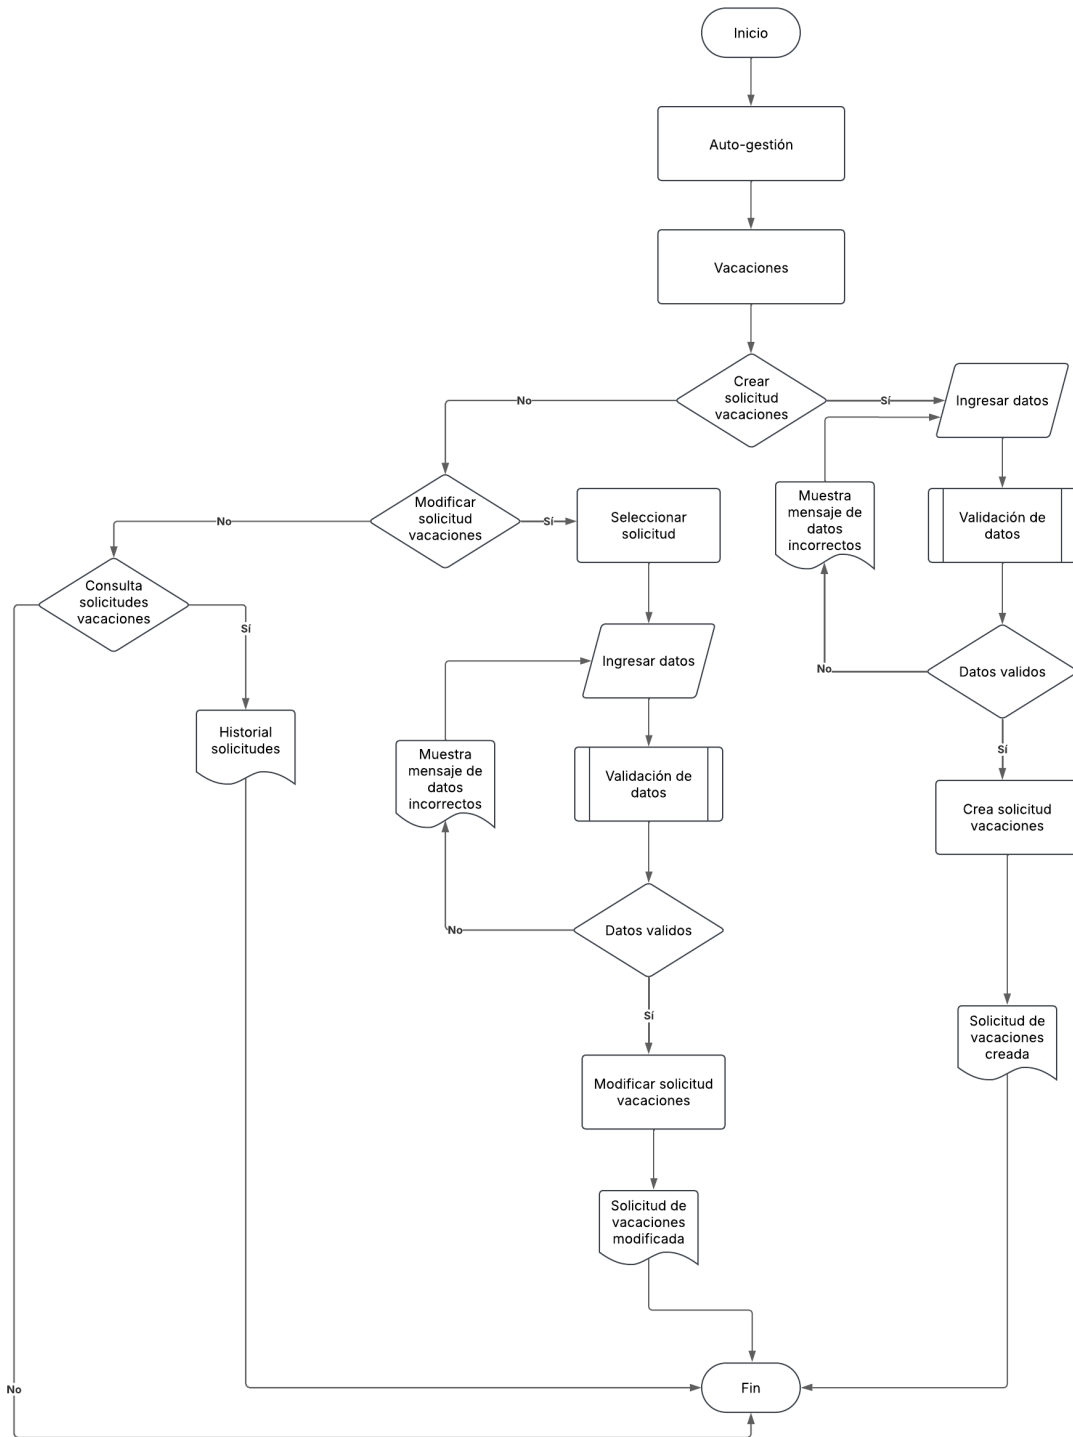 Inicio
Auto-gestión
Vacaciones
Crear
solicitud
vacaciones
No
Sí
Ingresar datos
Modificar
solicitud
vacaciones
No
Sí
Seleccionar
solicitud
Muestra
mensaje de
datos
incorrectos
Validación de
datos
Consulta
solicitudes
vacaciones
Sí
Ingresar datos
No
Datos validos
Historial
solicitudes
Muestra
mensaje de
datos
incorrectos
Validación de
datos
Sí
Crea solicitud
vacaciones
No
Datos validos
Sí
Solicitud de
vacaciones
creada
Modificar solicitud
vacaciones
Solicitud de
vacaciones
modificada
No
Fin